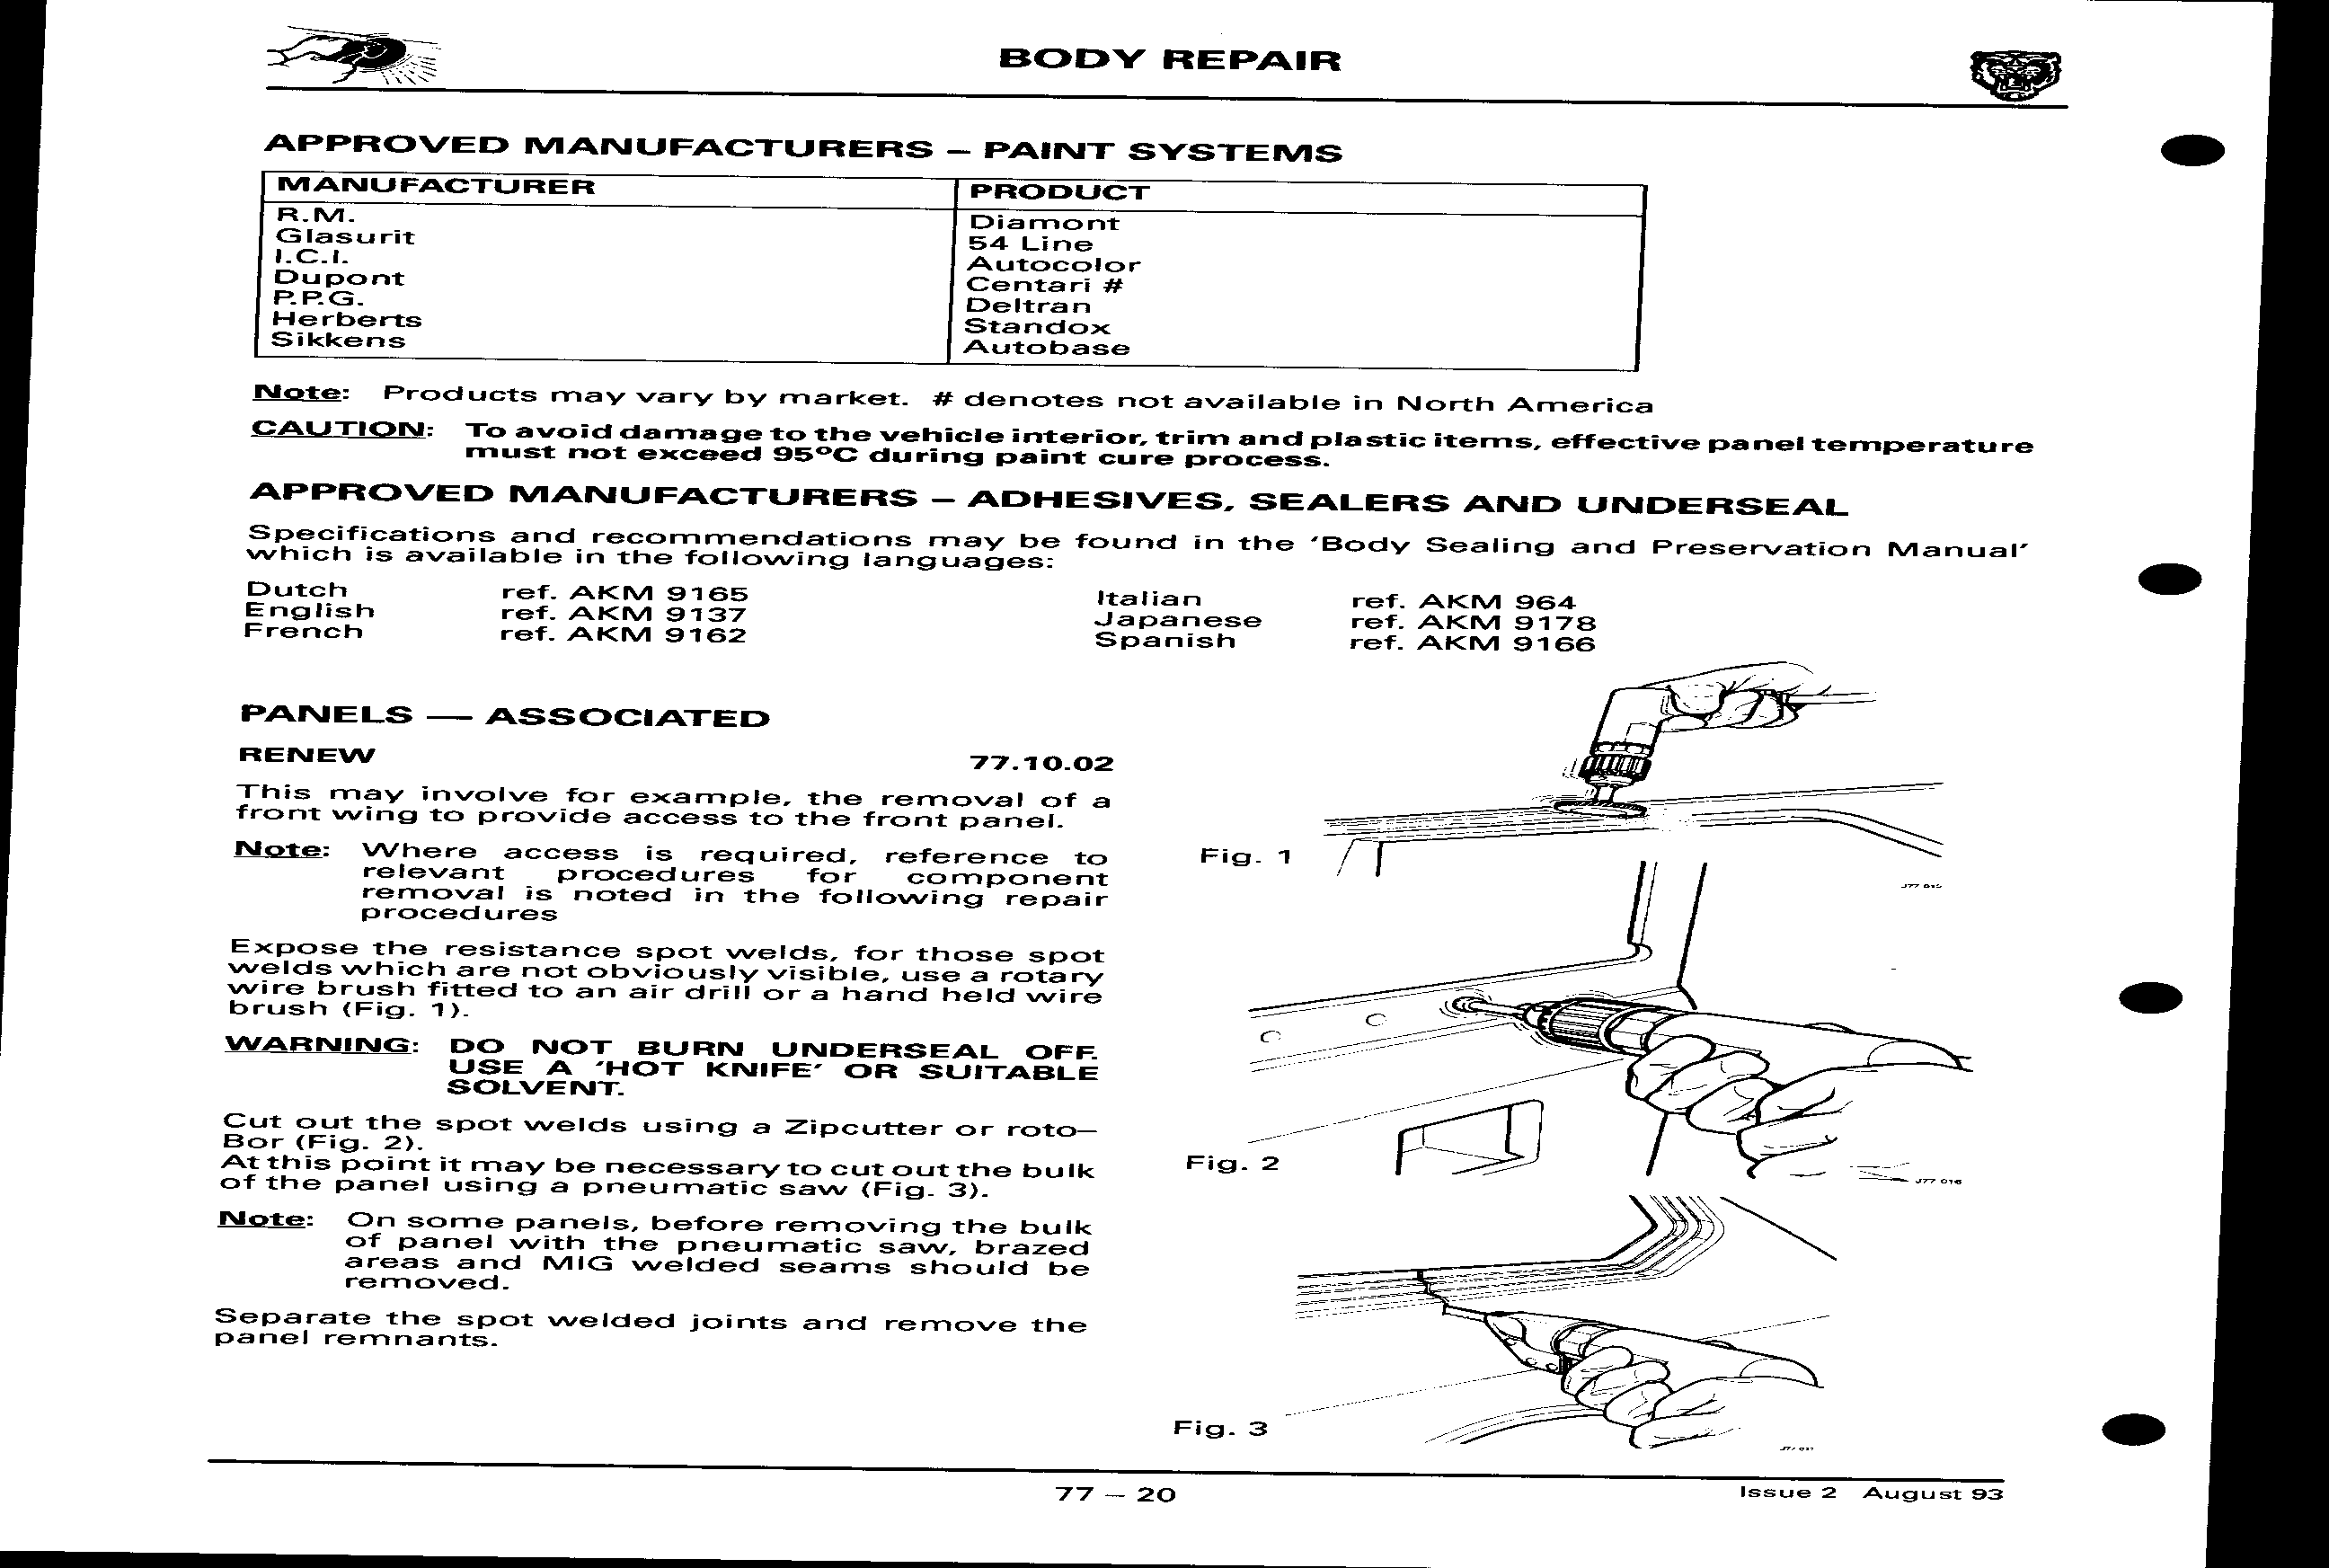 BODY REPAIR
APPROVED MANUFACTURERS – PAINT SYSTEMS
MANUFACTURER PRODUCT
R.M. Diamont
Glasurit 54 Line
I.C.I. Autocolor
Dupont Centari #
P.P.G. Deltran
Herberts Standox
Sikkens Autobase
Note: Products may vary by market. # denotes not available in North America
CAUTION: To avoid damage to the vehicle interior, trim and plastic items, effective panel temperature
must not exceed 95°C during paint cure process.
APPROVED MANUFACTURERS – ADHESIVES, SEALERS AND UNDERSEAL
Specifications and recommendations may be found in the ‘Body Sealing and Preservation Manual’
which is available in the following languages:
Dutch ref. AKM 9165 Italian ref. AKM 964
English ref. AKM 9137 Japanese ref. AKM 9178
French ref. AKM 9162 Spanish ref. AKM 9166
PANELS — ASSOCIATED
RENEW 77.10.02
This may involve for example, the removal of a
front wing to provide access to the front panel.
Note: Where access is required, reference to
relevant procedures for component
removal is noted in the following repair
procedures
Expose the resistance spot welds, for those spot
welds which are not obviously visible, use a rotary
wire brush fitted to an air drill or a hand held wire
brush (Fig. 1).
WARNING: DO NOT BURN UNDERSEAL OFF.
USE A ‘HOT KNIFE’ OR SUITABLE
SOLVENT.
Cut out the spot welds using a Zipcutter or roto–
Bor (Fig. 2).
At this point it may be necessary to cut out the bulk
of the panel using a pneumatic saw (Fig. 3).
Note: On some panels, before removing the bulk
of panel with the pneumatic saw, brazed
areas and MIG welded seams should be
removed.
Separate the spot welded joints and remove the
panel remnants.
Fig. 1
Fig. 2
J77 016
Fig. 3
77 – 20
Issue 2 August 93